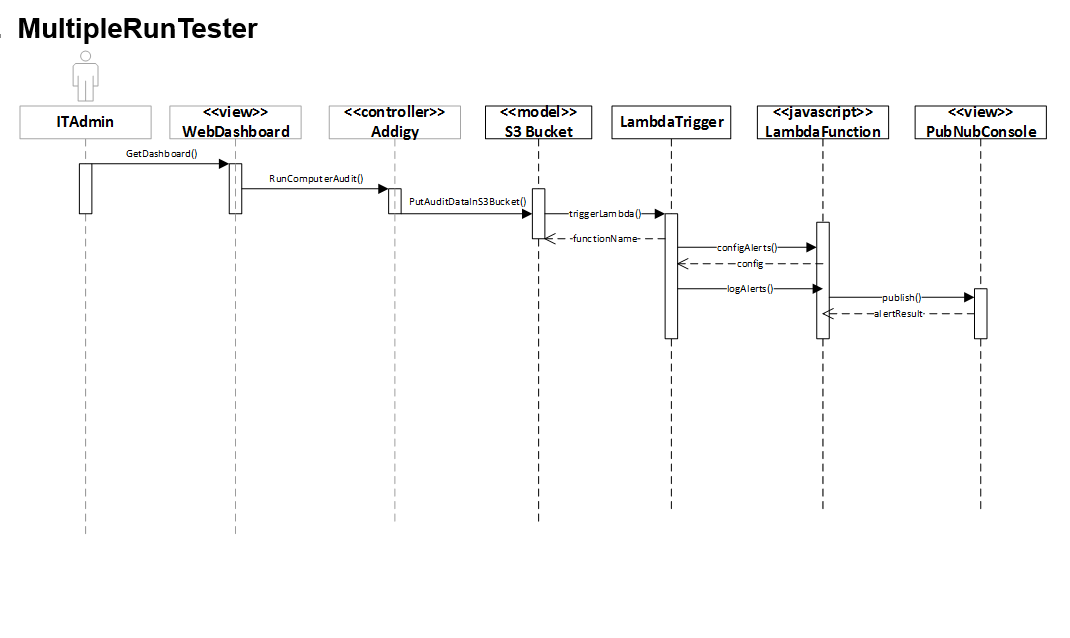 . MultipleRunTester
ITAdmin
<<view>>
WebDashboard
<<controller>>
Addigy
<<model>>
S3 Bucket
LambdaTrigger
<<javascript>>
LambdaFunction
<<view>>
PubNubConsole
GetDashboard()
RunComputerAudit()
PutAuditDataInS3Bucket()
triggerLambda()
functionName
configAlerts()
config
logAlerts()
publish()
alertResult